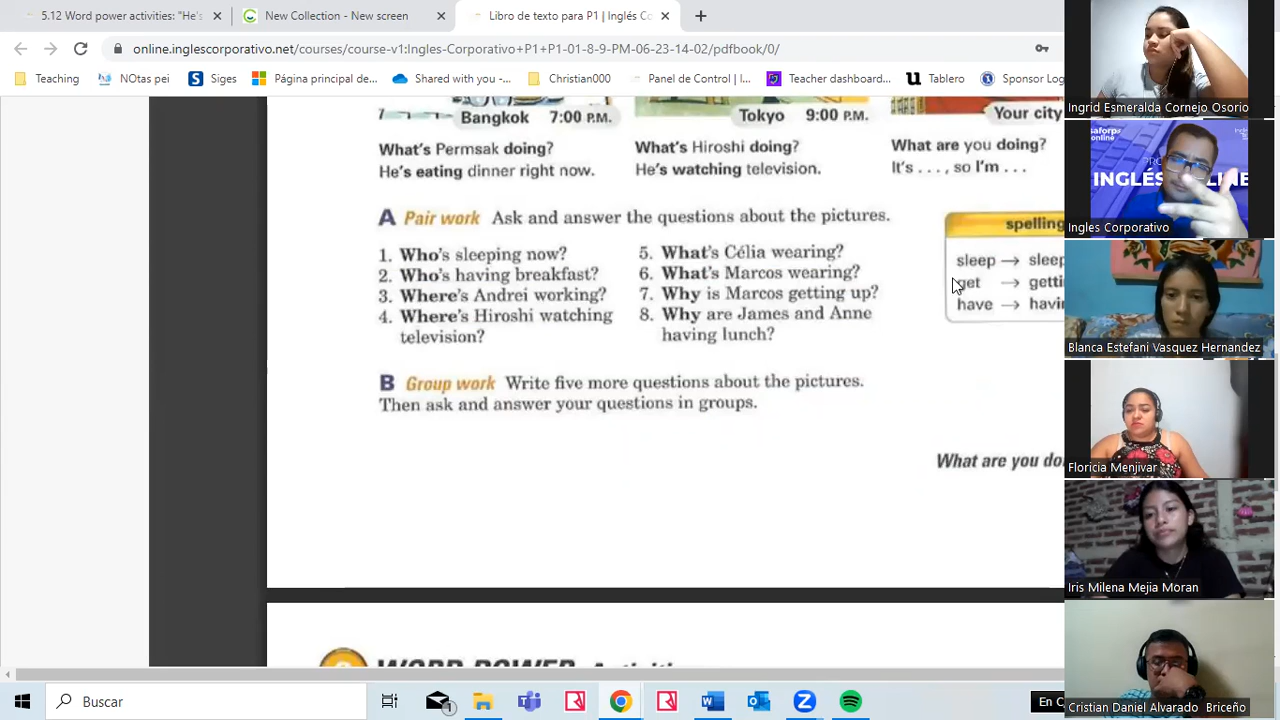 5.12 Word power activities: "He's
New Collection - New screen
Libro de texto para P1 | Inglés Co
online.inglescorporativo.net/courses/course-v1:Ingles-Corporativo+P1+P1-01-8-9-PM-06-23-14-02/pdfbook/0/
Teaching
NOtas pei
Siges
Página principal de...
Shared with you -...
Christian000
Panel de Control | I...
Teacher dashboard...
Tablero
Sponsor Log
Bangkok 7:00 P.M.
Tokyo 9:00 P.M.
Your city
What's Permsak doing?
He's eating dinner right now.
What's Hiroshi doing?
He's watching television.
What are you doing?
It's . . . , so I'm . . .
A Pair work Ask and answer the questions about the pictures.
1. Who's sleeping now?
2. Who's having breakfast?
3. Where's Andrei working?
4. Where's Hiroshi watching
television?
5. What's Célia wearing?
6. What's Marcos wearing?
7. Why is Marcos getting up?
8. Why are James and Anne
having lunch?
spelling
sleep → sleep
get → getti
have → havin
B Group work Write five more questions about the pictures.
Then ask and answer your questions in groups.
What are you doi
WORD POWER Activiti
Buscar
1
En C
Ingrid Esmeralda Cornejo Osorio
INGLÉS
LINE
Ingles Corporativo
Blanca Estefani Vasquez Hernandez
Floricia Menjivar
Iris Milena Mejia Moran
Cristian Daniel Alvarado Briceño